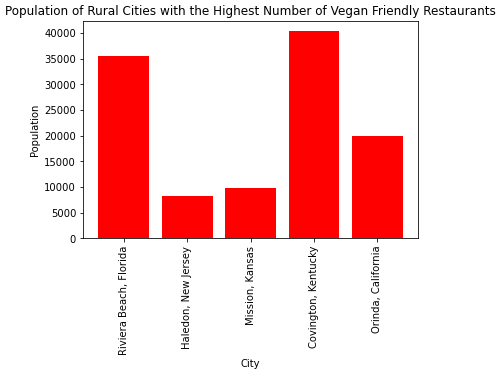 Population of Rural Cities with the Highest Number of Vegan Friendly Restaurants
Population
40000
35000
30000
25000
20000
15000
10000
5000
0
Riviera Beach, Florida
Haledon, New Jersey
Mission, Kansas
Covington, Kentucky
Orinda, California
City